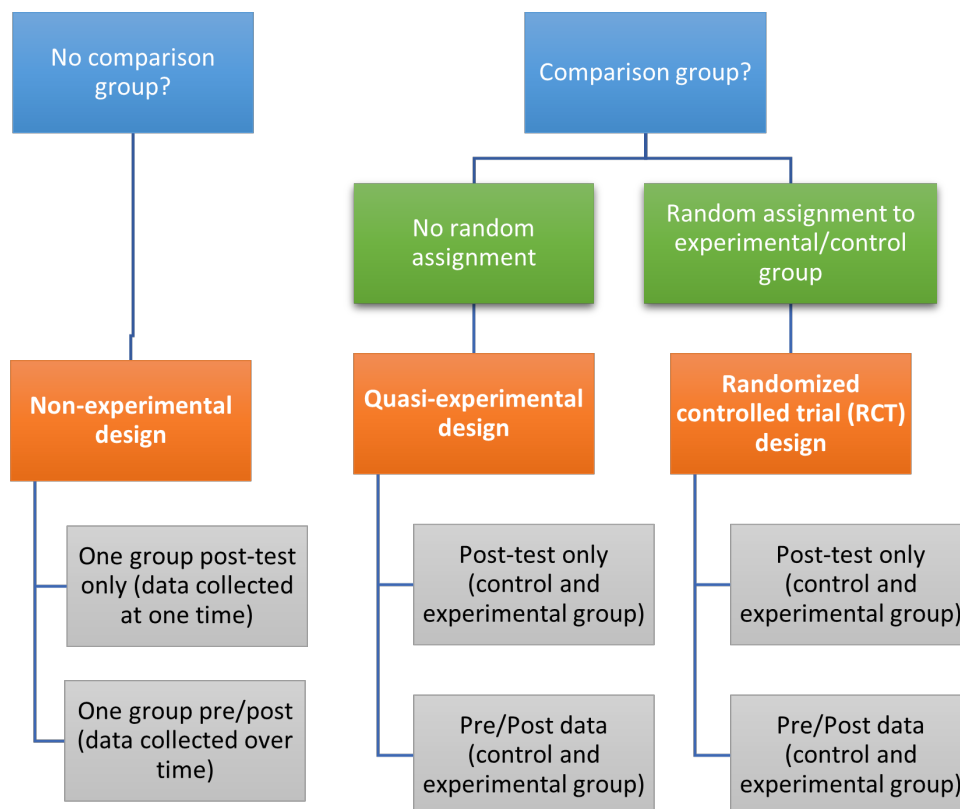 No comparison
group?
Comparison group?
No random
assignment
Random assignment to
experimental/control
group
Non-experimental
design
Quasi-experimental
design
Randomized
controlled trial (RCT)
design
One group post-test
only (data collected
at one time)
Post-test only
(control and
experimental group)
Post-test only
(control and
experimental group)
One group pre/post
(data collected over
time)
Pre/Post data
(control and
experimental group)
Pre/Post data
(control and
experimental group)